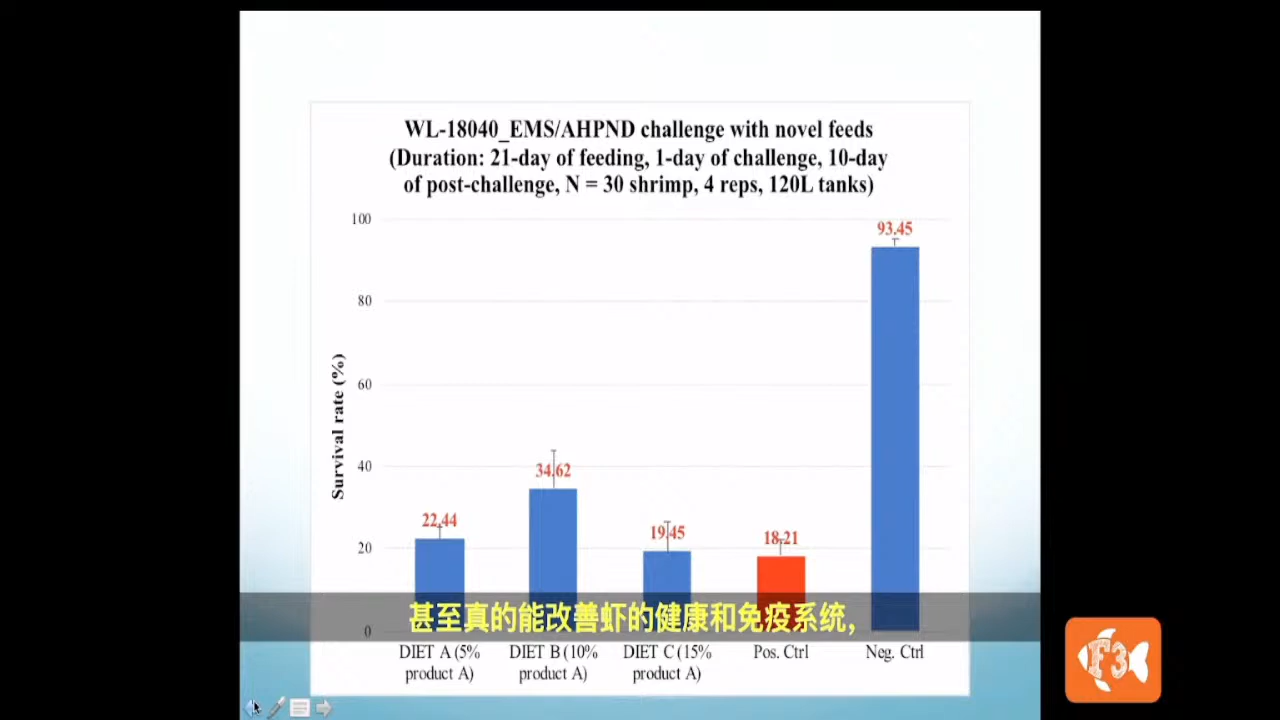 WL-18040_EMS/AHPND challenge with novel feeds
(Duration: 21-day of feeding, 1-day of challenge, 10-day
of post-challenge, N = 30 shrimp, 4 reps, 120L tanks)
Survival rate (%)
100
80
60
40
20
0
22.44
34.62
19.45
18.21
93.45
甚至真的能改善虾的健康和免疫系统,
DIET A (5% product A)
DIET B (10% product A)
DIET C (15% product A)
Pos. Ctrl
Neg. Ctrl
F3